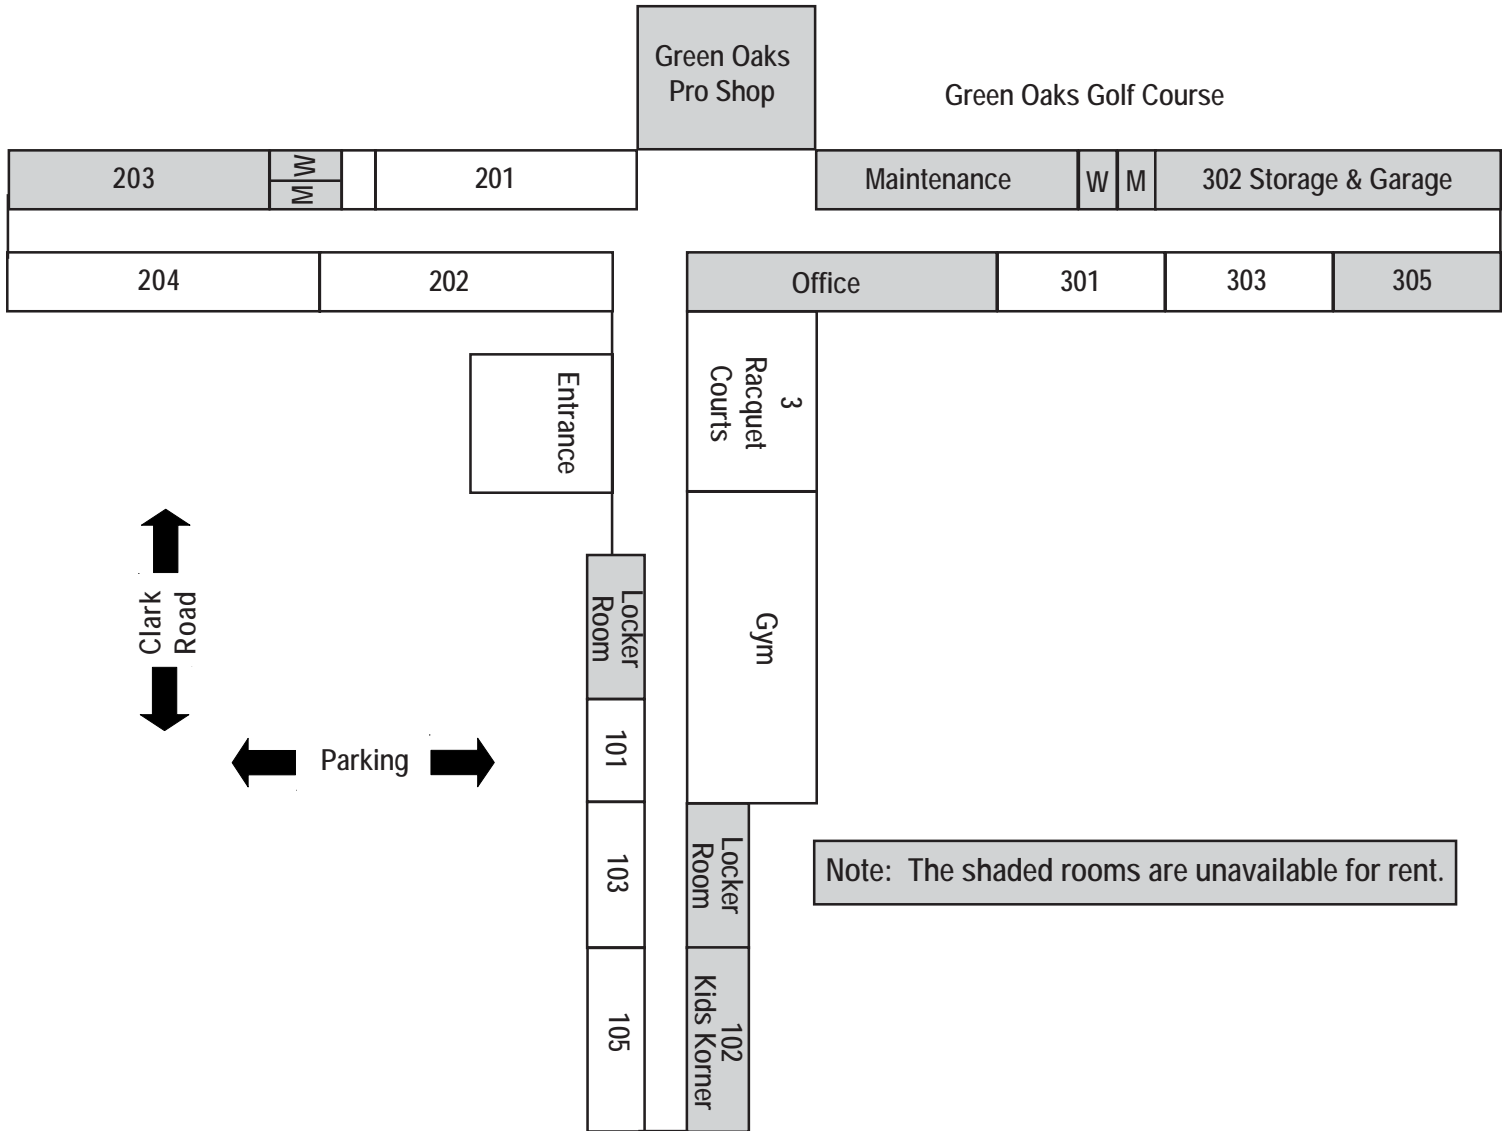 Green Oaks
Pro Shop
Green Oaks Golf Course
203
W
M
201
Maintenance
W
M
302 Storage & Garage
204
202
Office
301
303
305
Entrance
3
Racquet
Courts
Clark
Road
Locker
Room
Gym
101
Parking
103
Locker
Room
Note: The shaded rooms are unavailable for rent.
105
102
Kids Korner